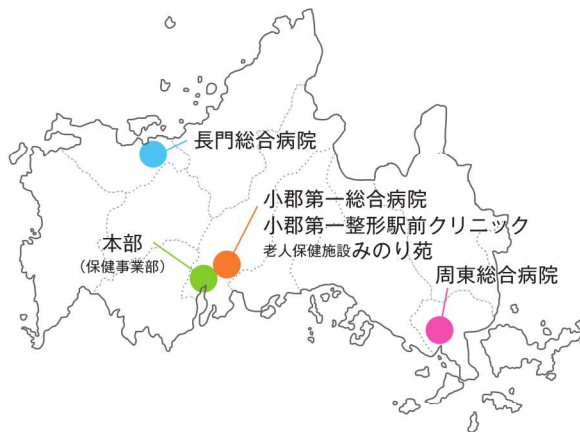 長門総合病院
小郡第一総合病院
小郡第一整形駅前クリニック
老人保健施設みのり苑
本部
（保健事業部）
周東総合病院